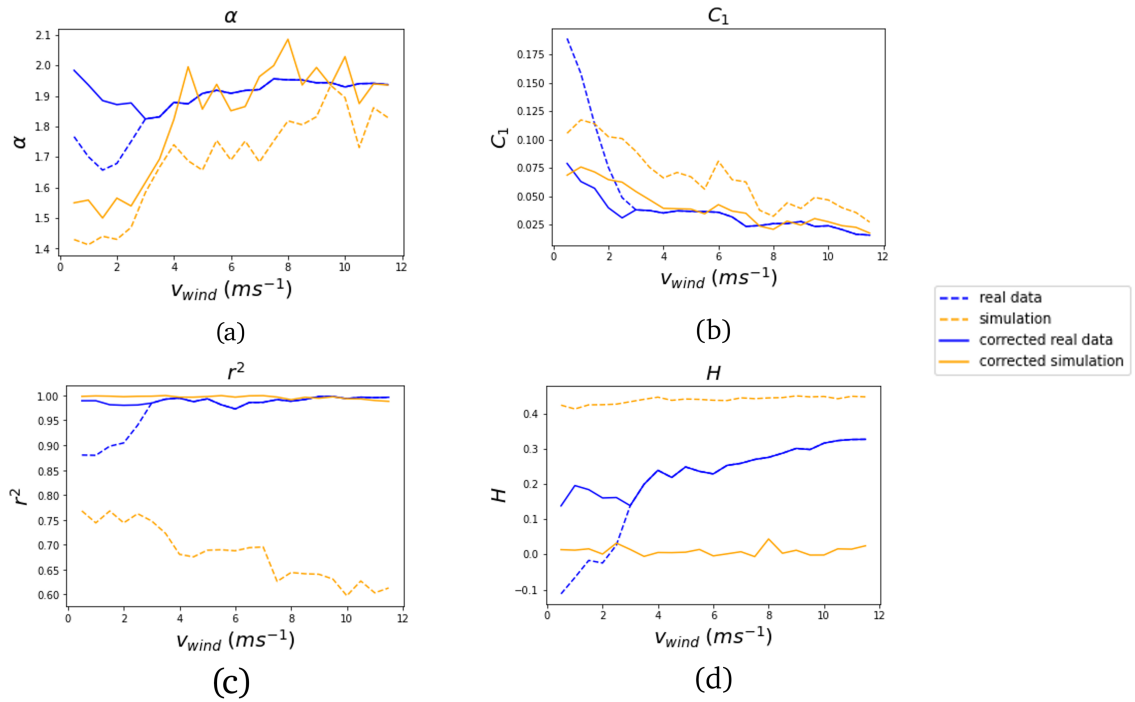 α
α
2.1
2.0
1.9
1.8
1.7
1.6
1.5
1.4
0 2 4 6 8 10 12
v_wind (ms⁻¹)
(a)
C₁
C₁
0.175
0.150
0.125
0.100
0.075
0.050
0.025
0 2 4 6 8 10 12
v_wind (ms⁻¹)
(b)
real data
simulation
corrected real data
corrected simulation
r²
r²
1.00
0.95
0.90
0.85
0.80
0.75
0.70
0.65
0.60
0 2 4 6 8 10 12
v_wind (ms⁻¹)
(c)
H
H
0.4
0.3
0.2
0.1
0.0
−0.1
0 2 4 6 8 10 12
v_wind (ms⁻¹)
(d)